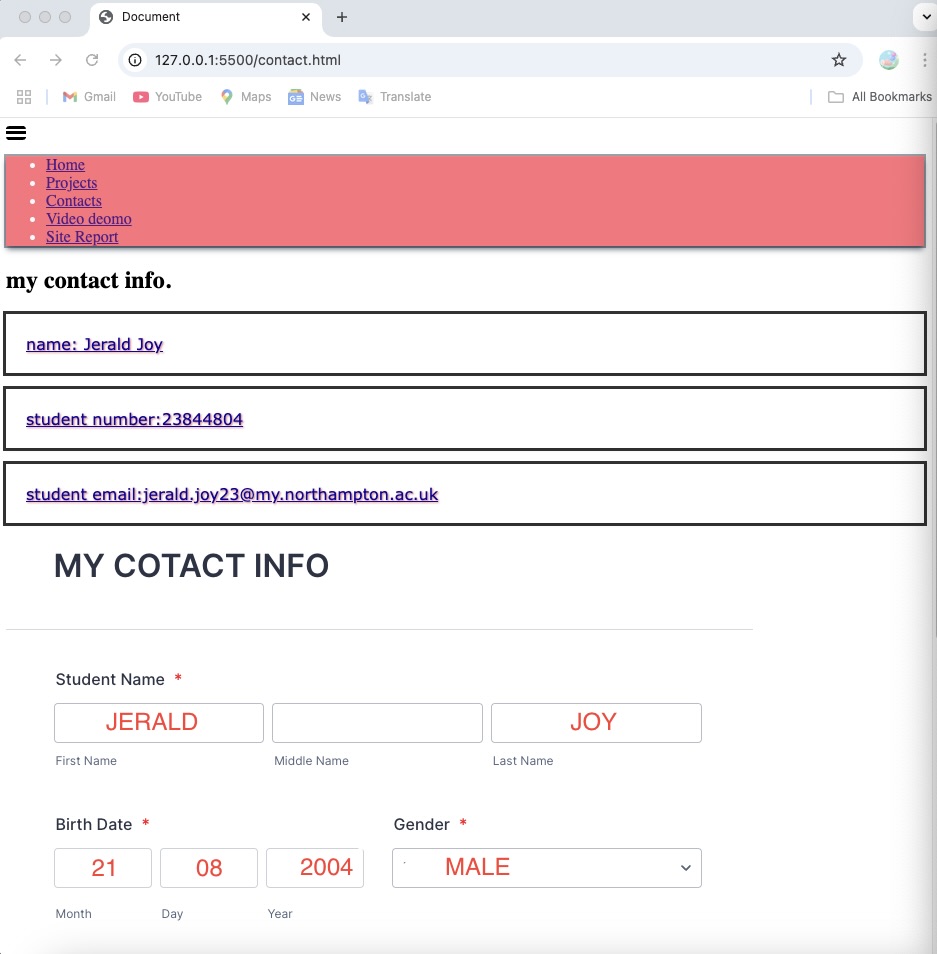 Document
127.0.0.1:5500/contact.html
Gmail YouTube Maps News Translate All Bookmarks
Home
Projects
Contacts
Video deomo
Site Report
my contact info.
name: Jerald Joy
student number:23844804
student email:jerald.joy23@my.northampton.ac.uk
MY COTACT INFO
Student Name *
JERALD JOY
First Name Middle Name Last Name
Birth Date * Gender *
21 08 2004 MALE
Month Day Year